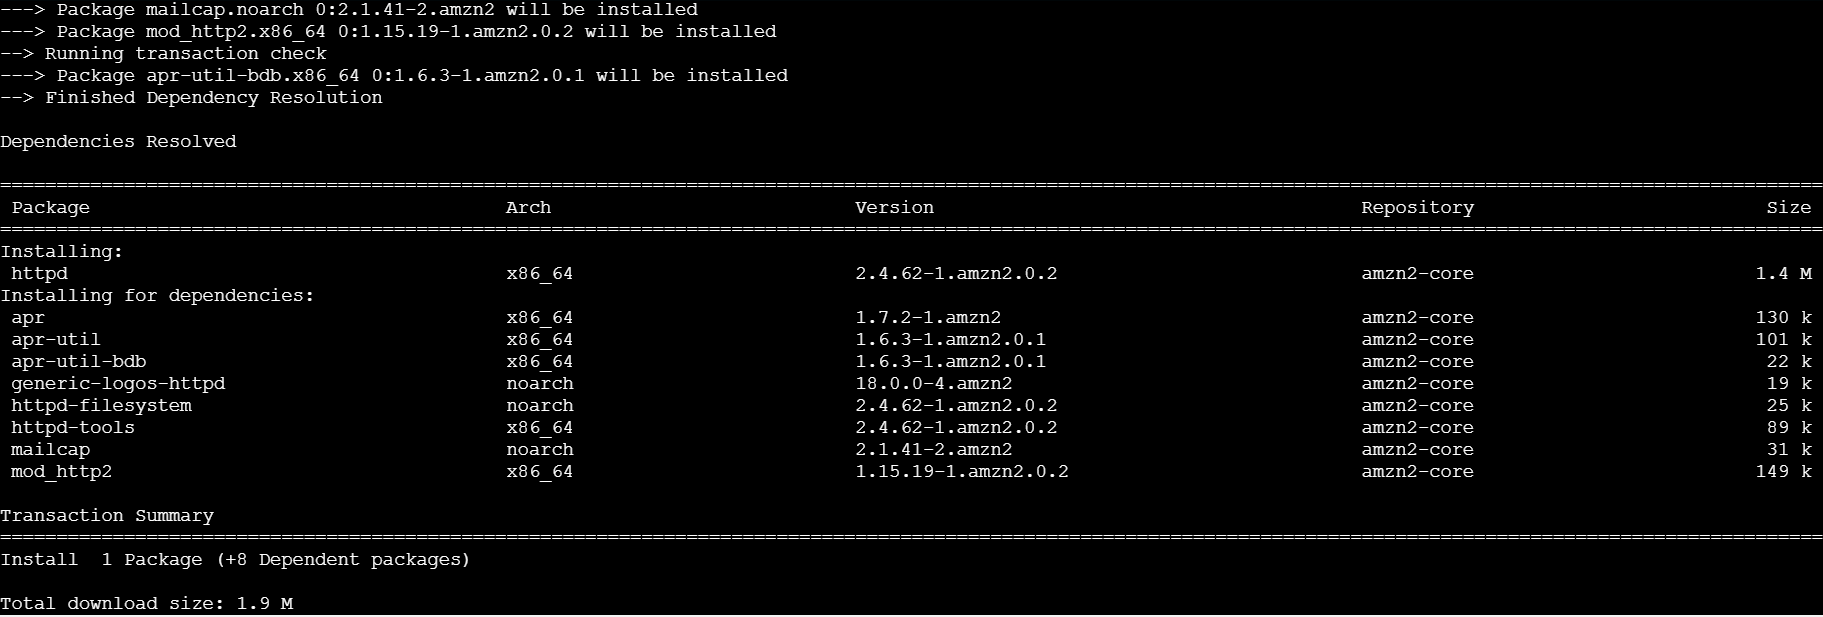 ---> Package mailcap.noarch 0:2.1.41-2.amzn2 will be installed
---> Package mod_http2.x86_64 0:1.15.19-1.amzn2.0.2 will be installed
--> Running transaction check
---> Package apr-util-bdb.x86_64 0:1.6.3-1.amzn2.0.1 will be installed
--> Finished Dependency Resolution
Dependencies Resolved
Package Arch Version Repository Size
Installing:
httpd x86_64 2.4.62-1.amzn2.0.2 amzn2-core 1.4 M
Installing for dependencies:
apr x86_64 1.7.2-1.amzn2 amzn2-core 130 k
apr-util x86_64 1.6.3-1.amzn2.0.1 amzn2-core 101 k
apr-util-bdb x86_64 1.6.3-1.amzn2.0.1 amzn2-core 22 k
generic-logos-httpd noarch 18.0.0-4.amzn2 amzn2-core 19 k
httpd-filesystem noarch 2.4.62-1.amzn2.0.2 amzn2-core 25 k
httpd-tools x86_64 2.4.62-1.amzn2.0.2 amzn2-core 89 k
mailcap noarch 2.1.41-2.amzn2 amzn2-core 31 k
mod_http2 x86_64 1.15.19-1.amzn2.0.2 amzn2-core 149 k
Transaction Summary
Install 1 Package (+8 Dependent packages)
Total download size: 1.9 M